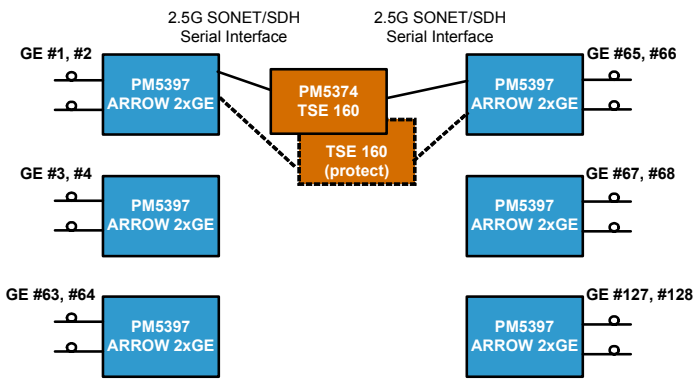 2.5G SONET/SDH
Serial Interface
2.5G SONET/SDH
Serial Interface
GE #1, #2
PM5397
ARROW 2xGE
PM5374
TSE 160
TSE 160
(protect)
PM5397
ARROW 2xGE
GE #65, #66
GE #3, #4
PM5397
ARROW 2xGE
PM5397
ARROW 2xGE
GE #67, #68
GE #63, #64
PM5397
ARROW 2xGE
PM5397
ARROW 2xGE
GE #127, #128